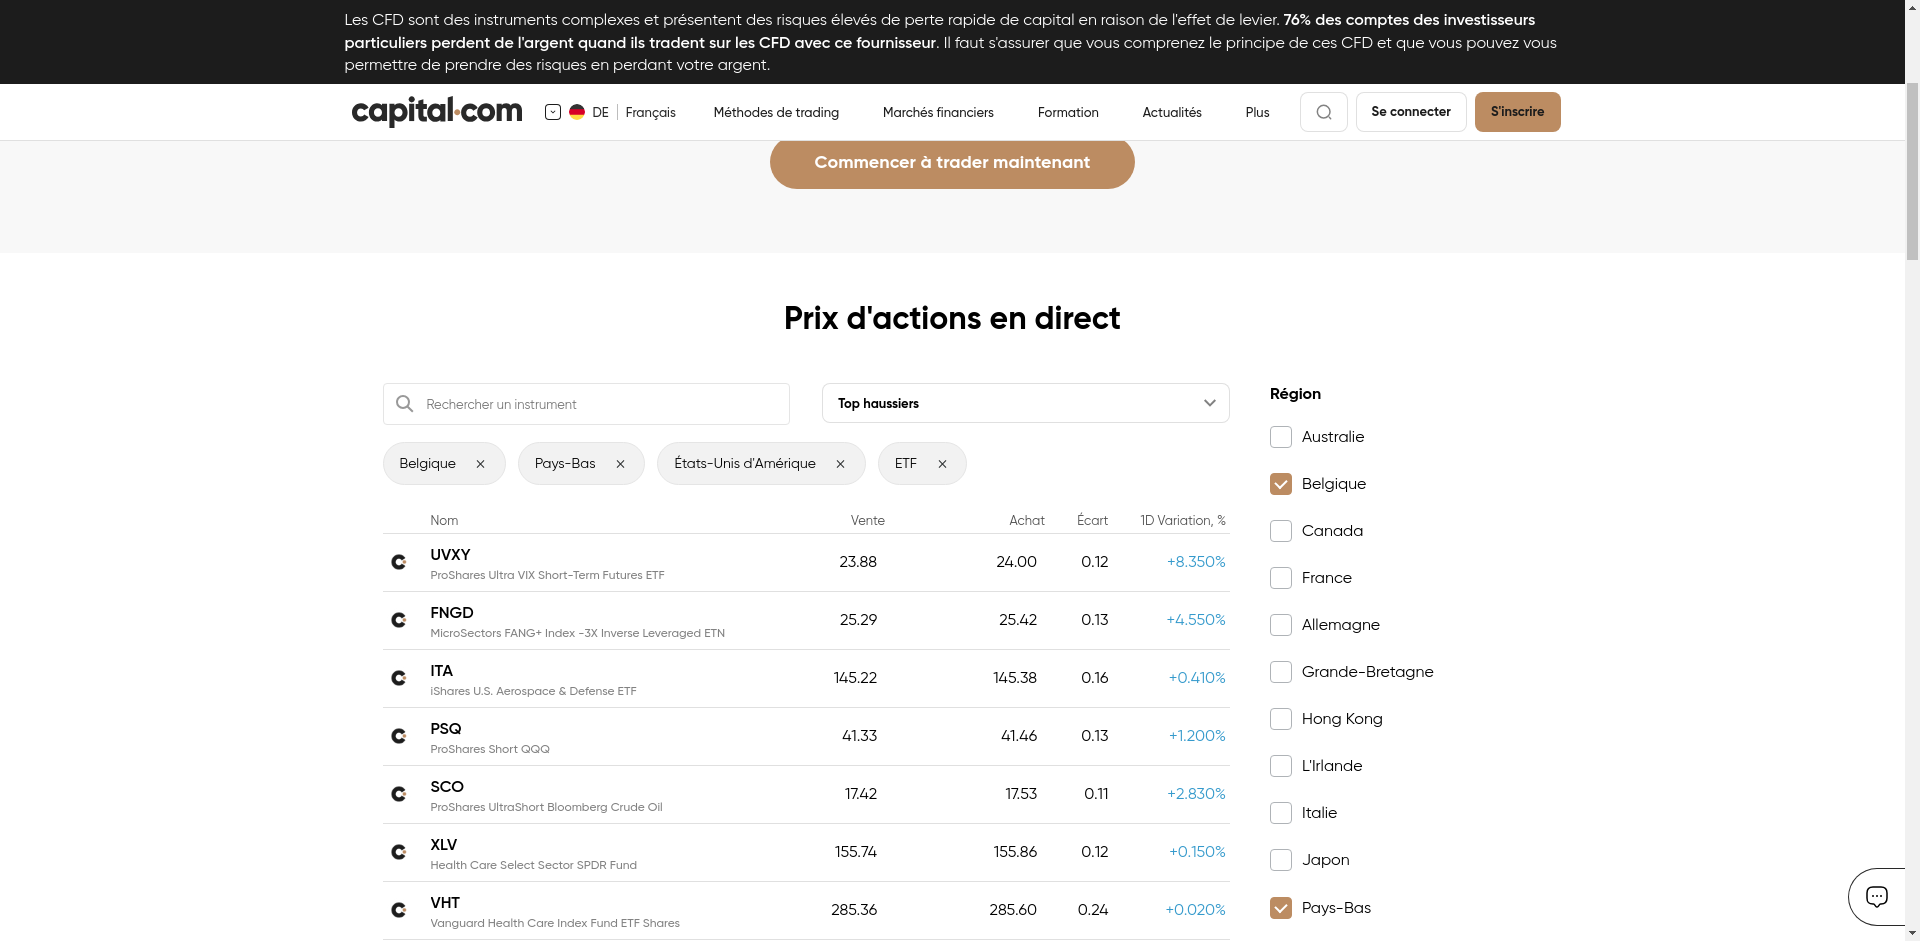 Les CFD sont des instruments complexes et présentent des risques élevés de perte rapide de capital en raison de l'effet de levier. 76% des comptes des investisseurs
particuliers perdent de l'argent quand ils tradent sur les CFD avec ce fournisseur. Il faut s'assurer que vous comprenez le principe de ces CFD et que vous pouvez vous
permettre de prendre des risques en perdant votre argent.
capital.com DE Français Méthodes de trading Marchés financiers Formation Actualités Plus Se connecter S'inscrire
Commencer à trader maintenant
Prix d'actions en direct
Rechercher un instrument
Top haussiers
Belgique Pays-Bas États-Unis d'Amérique ETF
Nom Vente Achat Écart 1D Variation, %
UVXY
ProShares Ultra VIX Short-Term Futures ETF
23.88 24.00 0.12 +8.350%
FNGD
MicroSectors FANG+ Index -3X Inverse Leveraged ETN
25.29 25.42 0.13 +4.550%
ITA
iShares U.S. Aerospace & Defense ETF
145.22 145.38 0.16 +0.410%
PSQ
ProShares Short QQQ
41.33 41.46 0.13 +1.200%
SCO
ProShares UltraShort Bloomberg Crude Oil
17.42 17.53 0.11 +2.830%
XLV
Health Care Select Sector SPDR Fund
155.74 155.86 0.12 +0.150%
VHT
Vanguard Health Care Index Fund ETF Shares
285.36 285.60 0.24 +0.020%
Région
Australie
Belgique
Canada
France
Allemagne
Grande-Bretagne
Hong Kong
L'Irlande
Italie
Japon
Pays-Bas